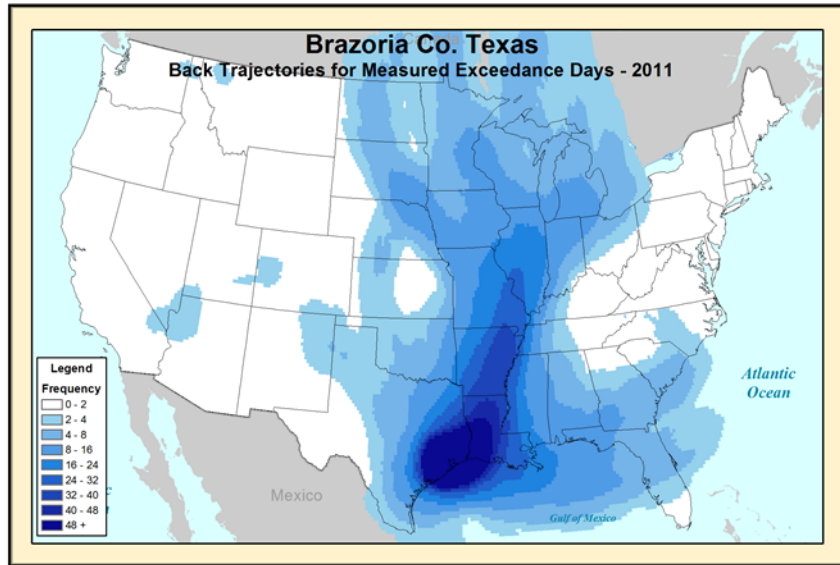 Brazoria Co. Texas
Back Trajectories for Measured Exceedance Days - 2011
Legend
Frequency
0 - 2
2 - 4
4 - 8
8 - 16
16 - 24
24 - 32
32 - 40
40 - 48
48 +
Atlantic
Ocean
Mexico
Gulf of Mexico